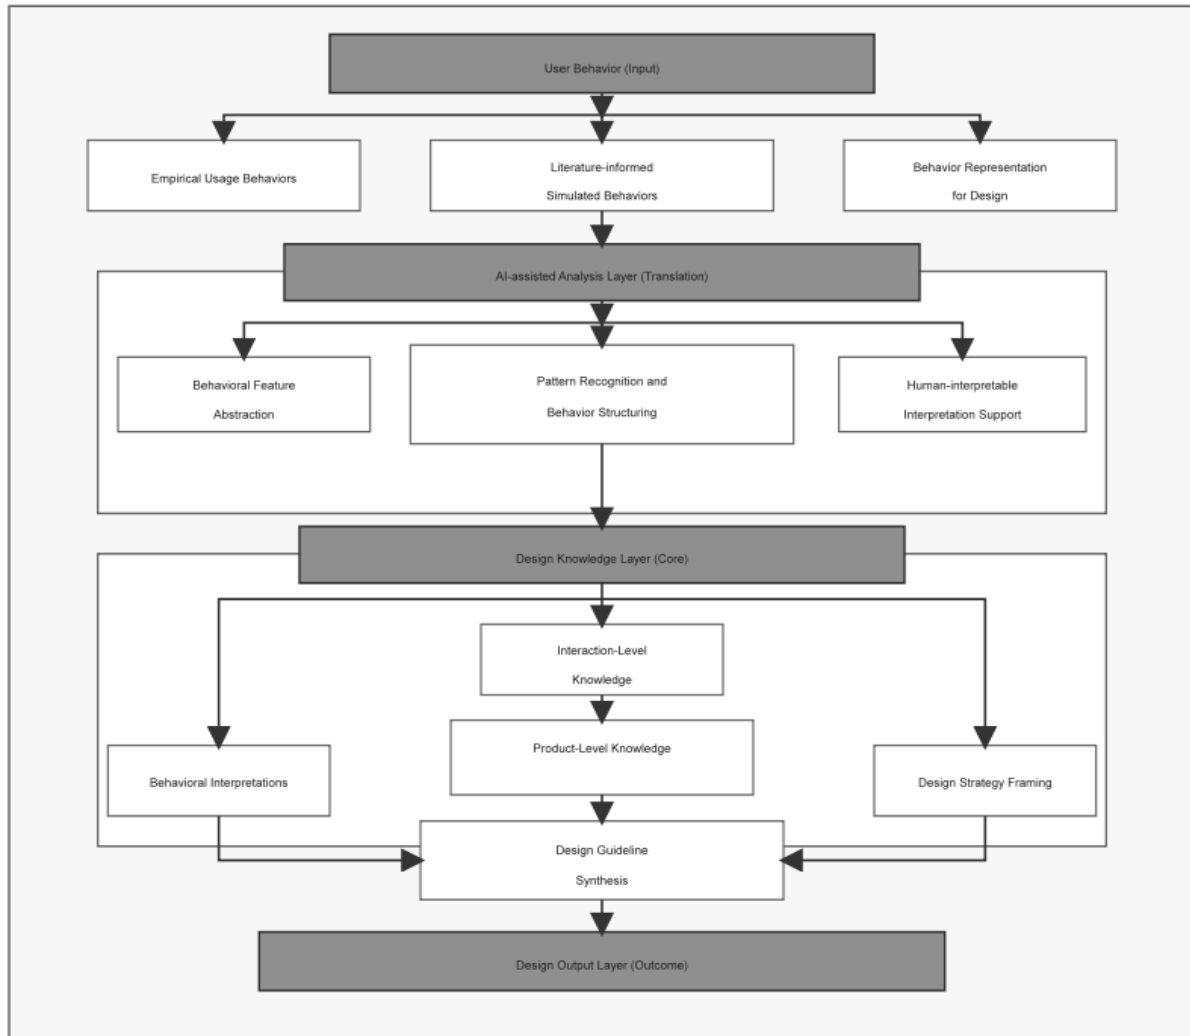 User Behavior (Input)
Empirical Usage Behaviors
Literature-informed
Simulated Behaviors
Behavior Representation
for Design
AI-assisted Analysis Layer (Translation)
Behavioral Feature
Abstraction
Pattern Recognition and
Behavior Structuring
Human-interpretable
Interpretation Support
Design Knowledge Layer (Core)
Interaction-Level
Knowledge
Product-Level Knowledge
Behavioral Interpretations
Design Strategy Framing
Design Guideline
Synthesis
Design Output Layer (Outcome)